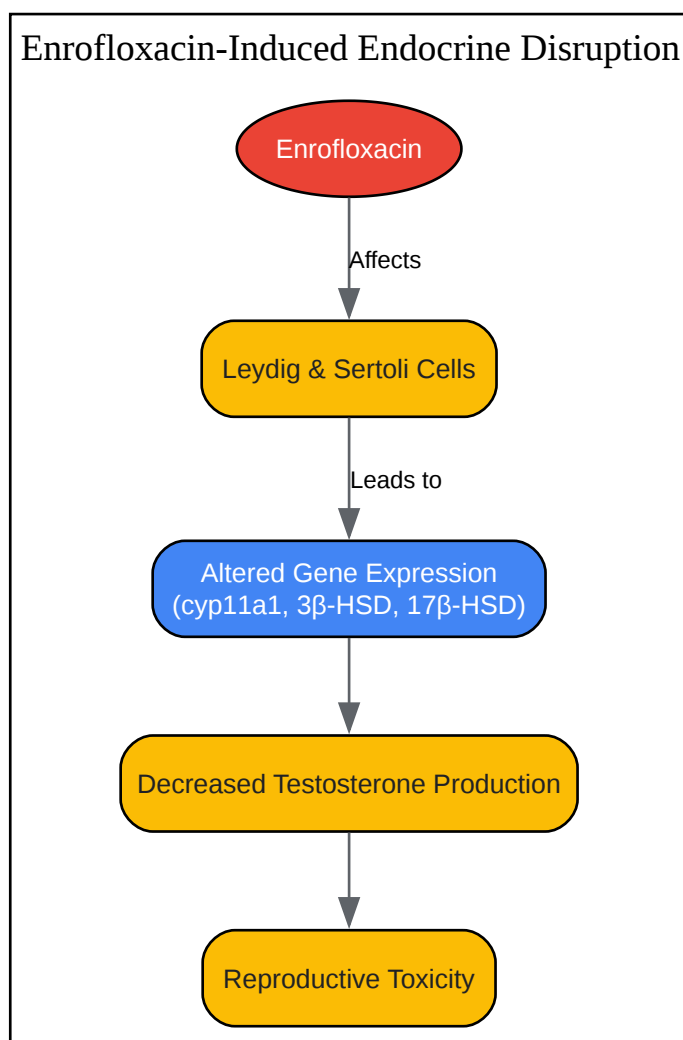 Enrofloxacin-Induced Endocrine Disruption
Enrofloxacin
Affects
Leydig & Sertoli Cells
Leads to
Altered Gene Expression
(cyp11a1, 3β-HSD, 17β-HSD)
Decreased Testosterone Production
Reproductive Toxicity